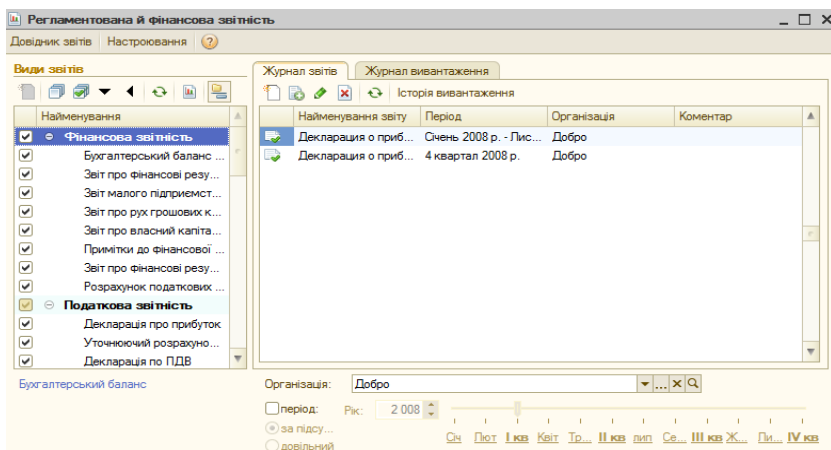 Регламентована й фінансова звітність
Довідник звітів Настроювання ?
Види звітів
Журнал звітів Журнал вивантаження
Історія вивантаження
Найменування
Найменування звіту Період Організація Коментар
Фінансова звітність
Декларация о приб... Січень 2008 р. - Лис... Добро
Бухгалтерський баланс ...
Декларация о приб... 4 квартал 2008 р. Добро
Звіт про фінансові резу...
Звіт малого підприємст...
Звіт про рух грошових к...
Звіт про власний капіта...
Примітки до фінансової ...
Звіт про фінансові резу...
Розрахунок податкових ...
Податкова звітність
Декларація про прибуток
Уточнюючий розрахуно...
Декларація по ПДВ
Бухгалтерський баланс
Організація: Добро
період: Рік: 2 008
за підсу...
Січ Лют І кв Квіт Тр... ІІ кв лип Се... ІІІ кв Ж... Ли... ІV кв
довільний